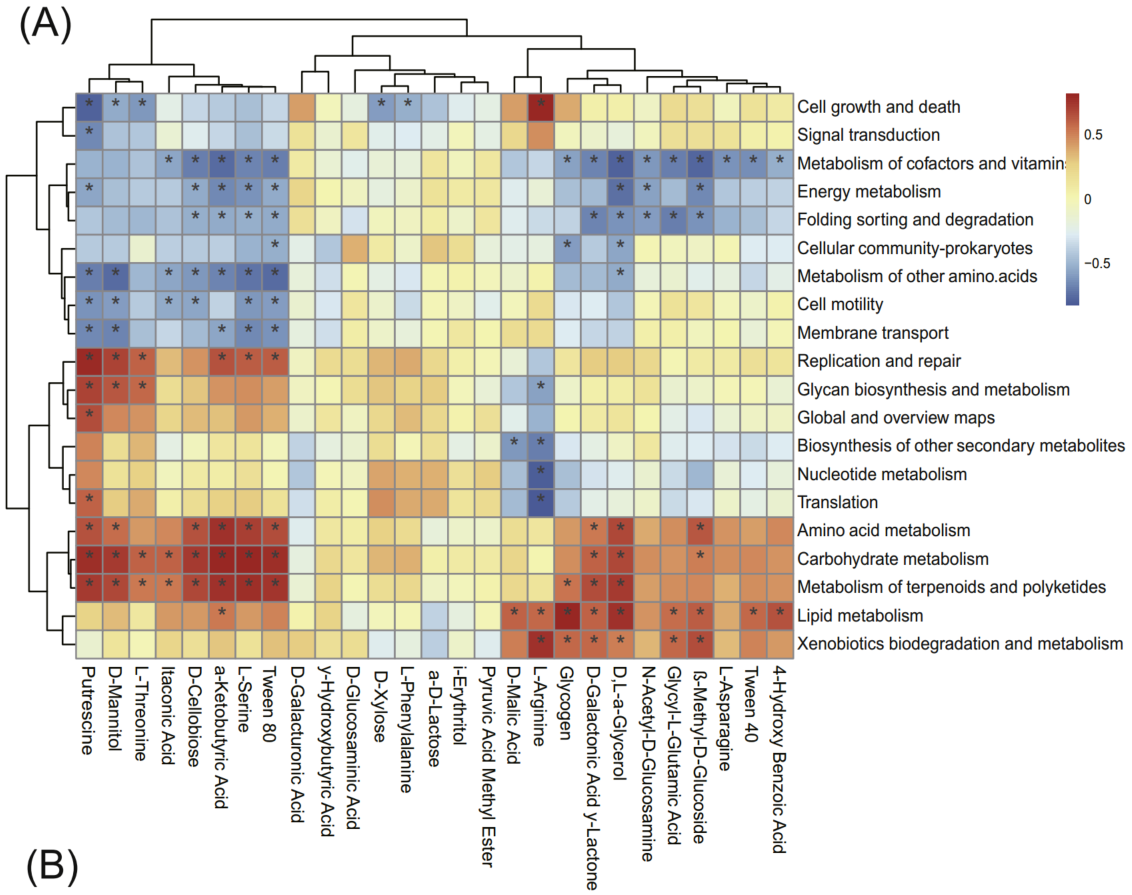 (A)
Cell growth and death
Signal transduction
Metabolism of cofactors and vitamins
Energy metabolism
Folding sorting and degradation
Cellular community-prokaryotes
Metabolism of other amino.acids
Cell motility
Membrane transport
Replication and repair
Glycan biosynthesis and metabolism
Global and overview maps
Biosynthesis of other secondary metabolites
Nucleotide metabolism
Translation
Amino acid metabolism
Carbohydrate metabolism
Metabolism of terpenoids and polyketides
Lipid metabolism
Xenobiotics biodegradation and metabolism
0.5
0
−0.5
Putrescine
D-Mannitol
L-Threonine
Itaconic Acid
D-Cellobiose
a-Ketobutyric Acid
L-Serine
Tween 80
D-Galacturonic Acid
y-Hydroxybutyric Acid
D-Glucosaminic Acid
D-Xylose
L-Phenylalanine
a-D-Lactose
i-Erythritol
Pyruvic Acid Methyl Ester
D-Malic Acid
L-Arginine
Glycogen
D-Galactonic Acid y-Lactone
D,L-a-Glycerol
N-Acetyl-D-Glucosamine
Glycyl-L-Glutamic Acid
ß-Methyl-D-Glucoside
L-Asparagine
Tween 40
4-Hydroxy Benzoic Acid
(B)